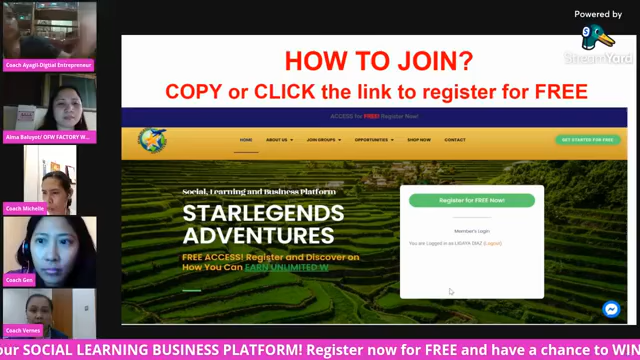 Powered by
StreamYard
HOW TO JOIN?
COPY or CLICK the link to register for FREE
ACCESS for FREE! Register Now!
HOME
ABOUT US
JOIN GROUPS
OPPORTUNITIES
SHOP NOW
CONTACT
GET STARTED FOR FREE
Social, Learning and Business Platform
STARLEGENDS
ADVENTURES
FREE ACCESS! Register and Discover on
How You Can EARN UNLIMITED W
Register for FREE Now!
Member's Login
You are Logged in as LIGAYA DIAZ (Logout)
Coach Ayagil-Digtial Entrepreneur
Alma Baloyot/ OFW FACTORY W...
Coach Michelle
Coach Gen
Coach Vernes
our SOCIAL LEARNING BUSINESS PLATFORM! Register now for FREE and have a chance to WIN